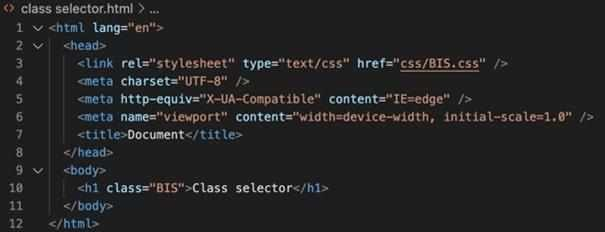 class selector.html > ...
1 <html lang="en">
2 <head>
3 <link rel="stylesheet" type="text/css" href="css/BIS.css" />
4 <meta charset="UTF-8" />
5 <meta http-equiv="X-UA-Compatible" content="IE=edge" />
6 <meta name="viewport" content="width=device-width, initial-scale=1.0" />
7 <title>Document</title>
8 </head>
9 <body>
10 <h1 class="BIS">Class selector</h1>
11 </body>
12 </html>